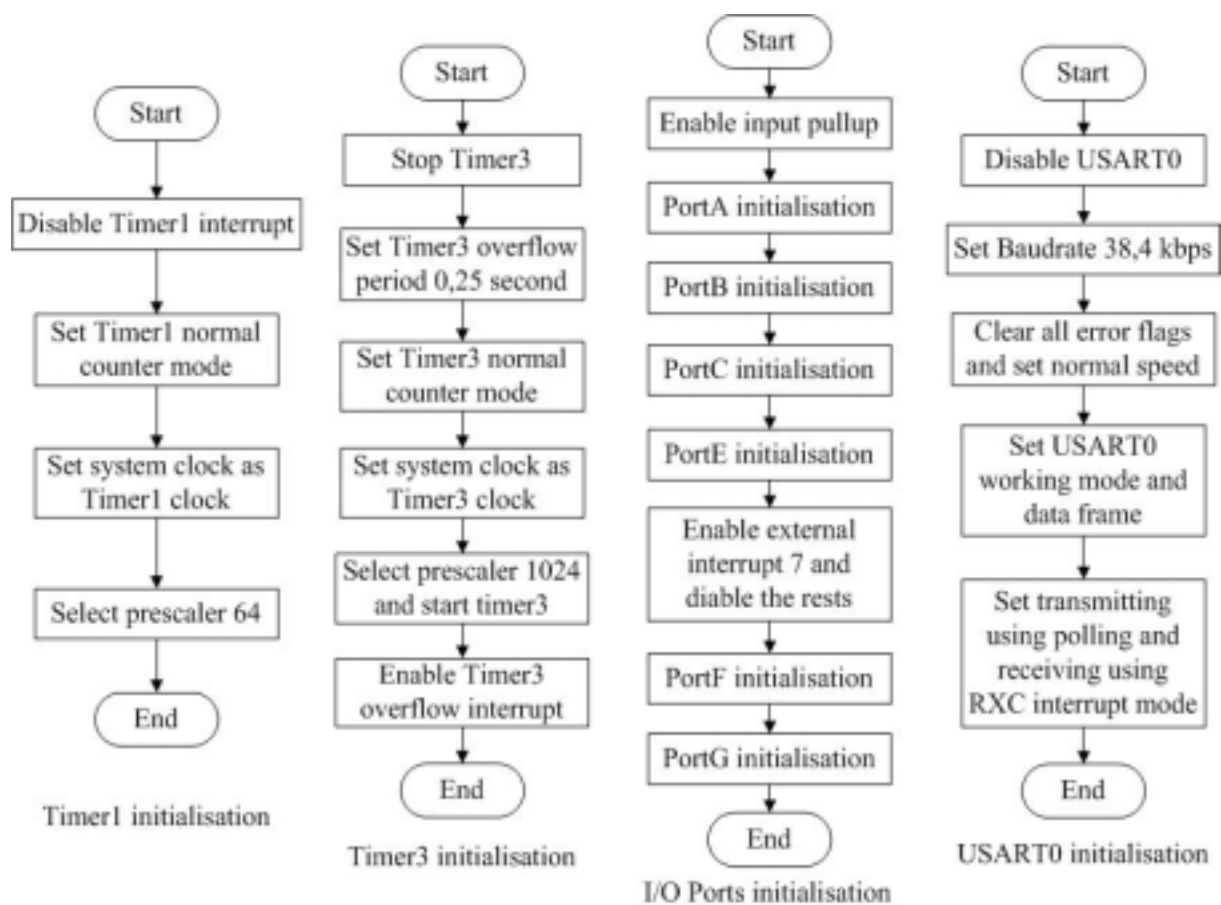 Start
Disable Timer1 interrupt
Set Timer1 normal
counter mode
Set system clock as
Timer1 clock
Select prescaler 64
End
Timer1 initialisation
Start
Stop Timer3
Set Timer3 overflow
period 0,25 second
Set Timer3 normal
counter mode
Set system clock as
Timer3 clock
Select prescaler 1024
and start timer3
Enable Timer3
overflow interrupt
End
Timer3 initialisation
Start
Enable input pullup
PortA initialisation
PortB initialisation
PortC initialisation
PortE initialisation
Enable external
interrupt 7 and
diable the rests
PortF initialisation
PortG initialisation
End
I/O Ports initialisation
Start
Disable USART0
Set Baudrate 38,4 kbps
Clear all error flags
and set normal speed
Set USART0
working mode and
data frame
Set transmitting
using polling and
receiving using
RXC interrupt mode
End
USART0 initialisation